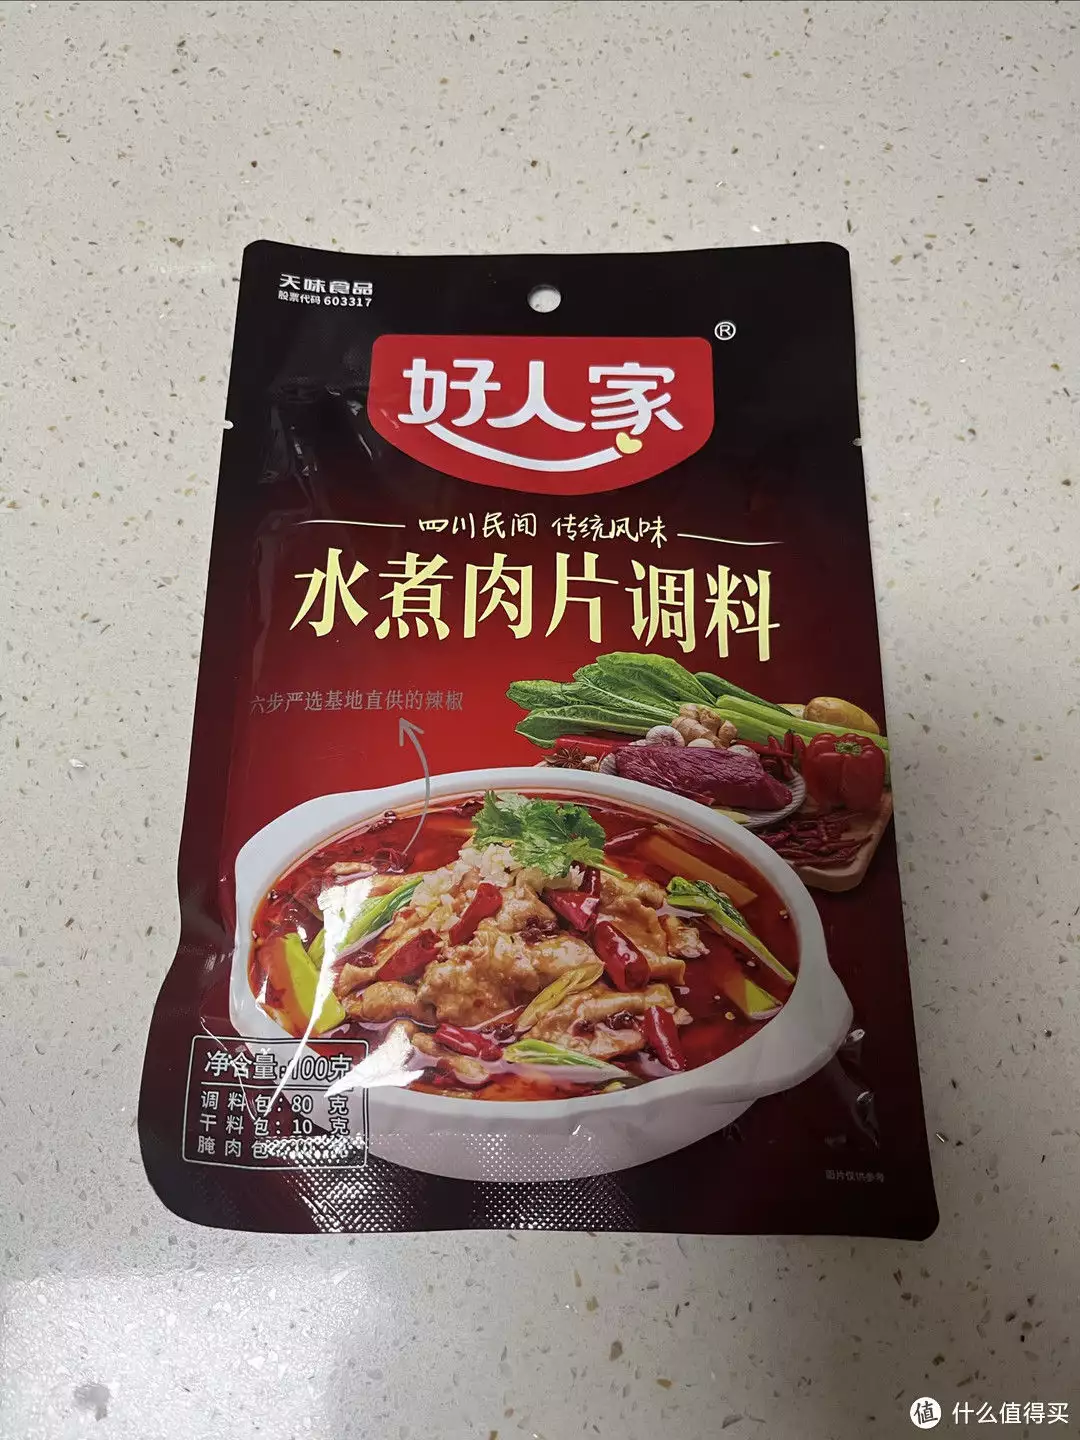 天味食品
股票代码 603317
好人家
®
四川民间 传统风味
水煮肉片调料
六步严选基地直供的辣椒
净含量:100克
调料包:80 克
干料包:10 克
腌肉包:
图片仅供参考
值 什么值得买